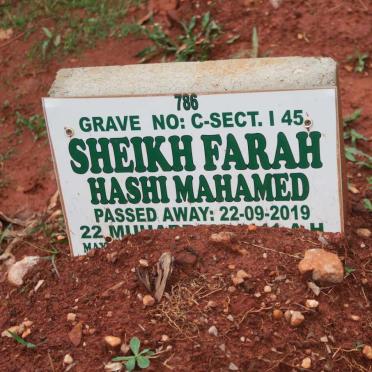 786
GRAVE NO: C-SECT. I 45
SHEIKH FARAH
HASHI MAHAMED
PASSED AWAY: 22-09-2019
22